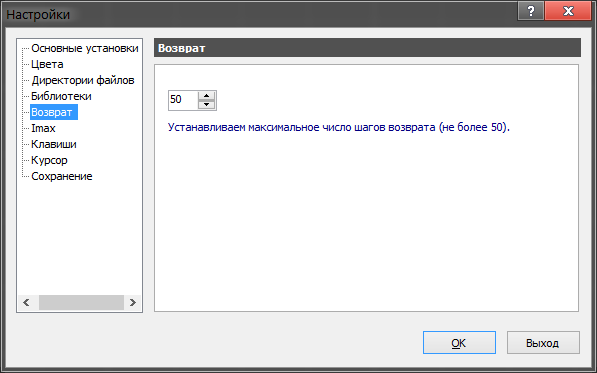 Настройки
?
Основные установки
Цвета
Директории файлов
Библиотеки
Возврат
Imax
Клавиши
Курсор
Сохранение
Возврат
50
Устанавливаем максимальное число шагов возврата (не более 50).
OK
Выход